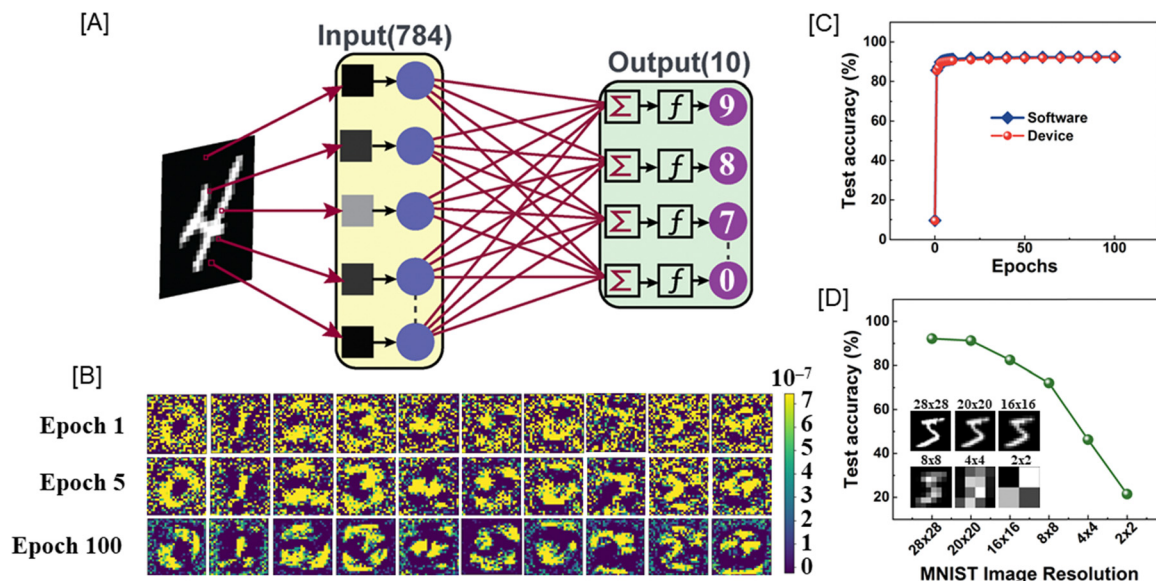 [A]
Input(784)
Output(10)
Σ f 9
Σ f 8
Σ f 7
Σ f 0
[B]
Epoch 1
Epoch 5
Epoch 100
10⁻⁷
7
6
5
4
3
2
1
0
[C]
Test accuracy (%)
100
80
60
40
20
0
Software
Device
0 50 100
Epochs
[D]
Test accuracy (%)
100
80
60
40
20
28x28 20x20 16x16
8x8 4x4 2x2
28x28 20x20 16x16 8x8 4x4 2x2
MNIST Image Resolution